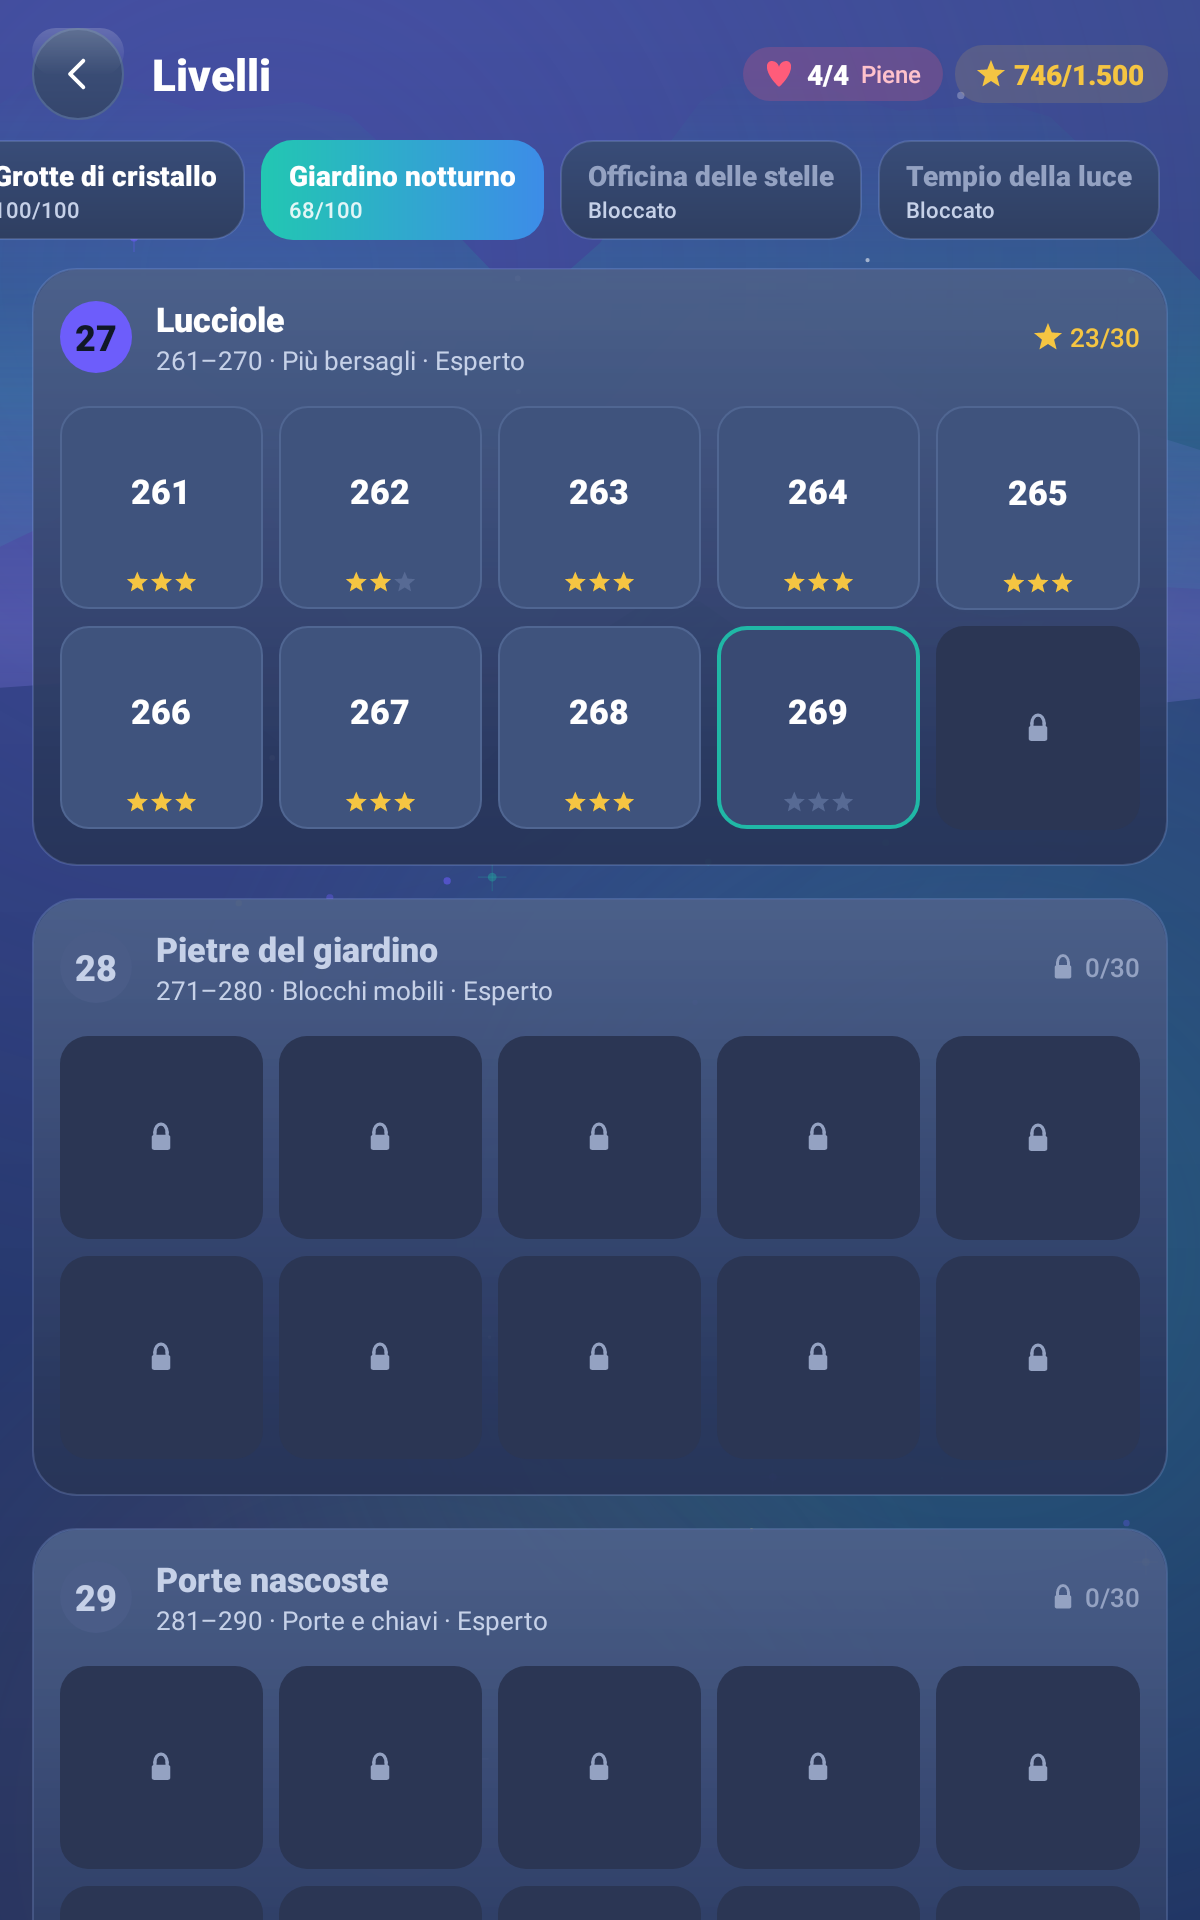 Livelli
4/4 Piene
746/1.500
Grotte di cristallo
100/100
Giardino notturno
68/100
Officina delle stelle
Bloccato
Tempio della luce
Bloccato
27
Lucciole
261–270 · Più bersagli · Esperto
23/30
261
262
263
264
265
266
267
268
269
28
Pietre del giardino
271–280 · Blocchi mobili · Esperto
0/30
29
Porte nascoste
281–290 · Porte e chiavi · Esperto
0/30